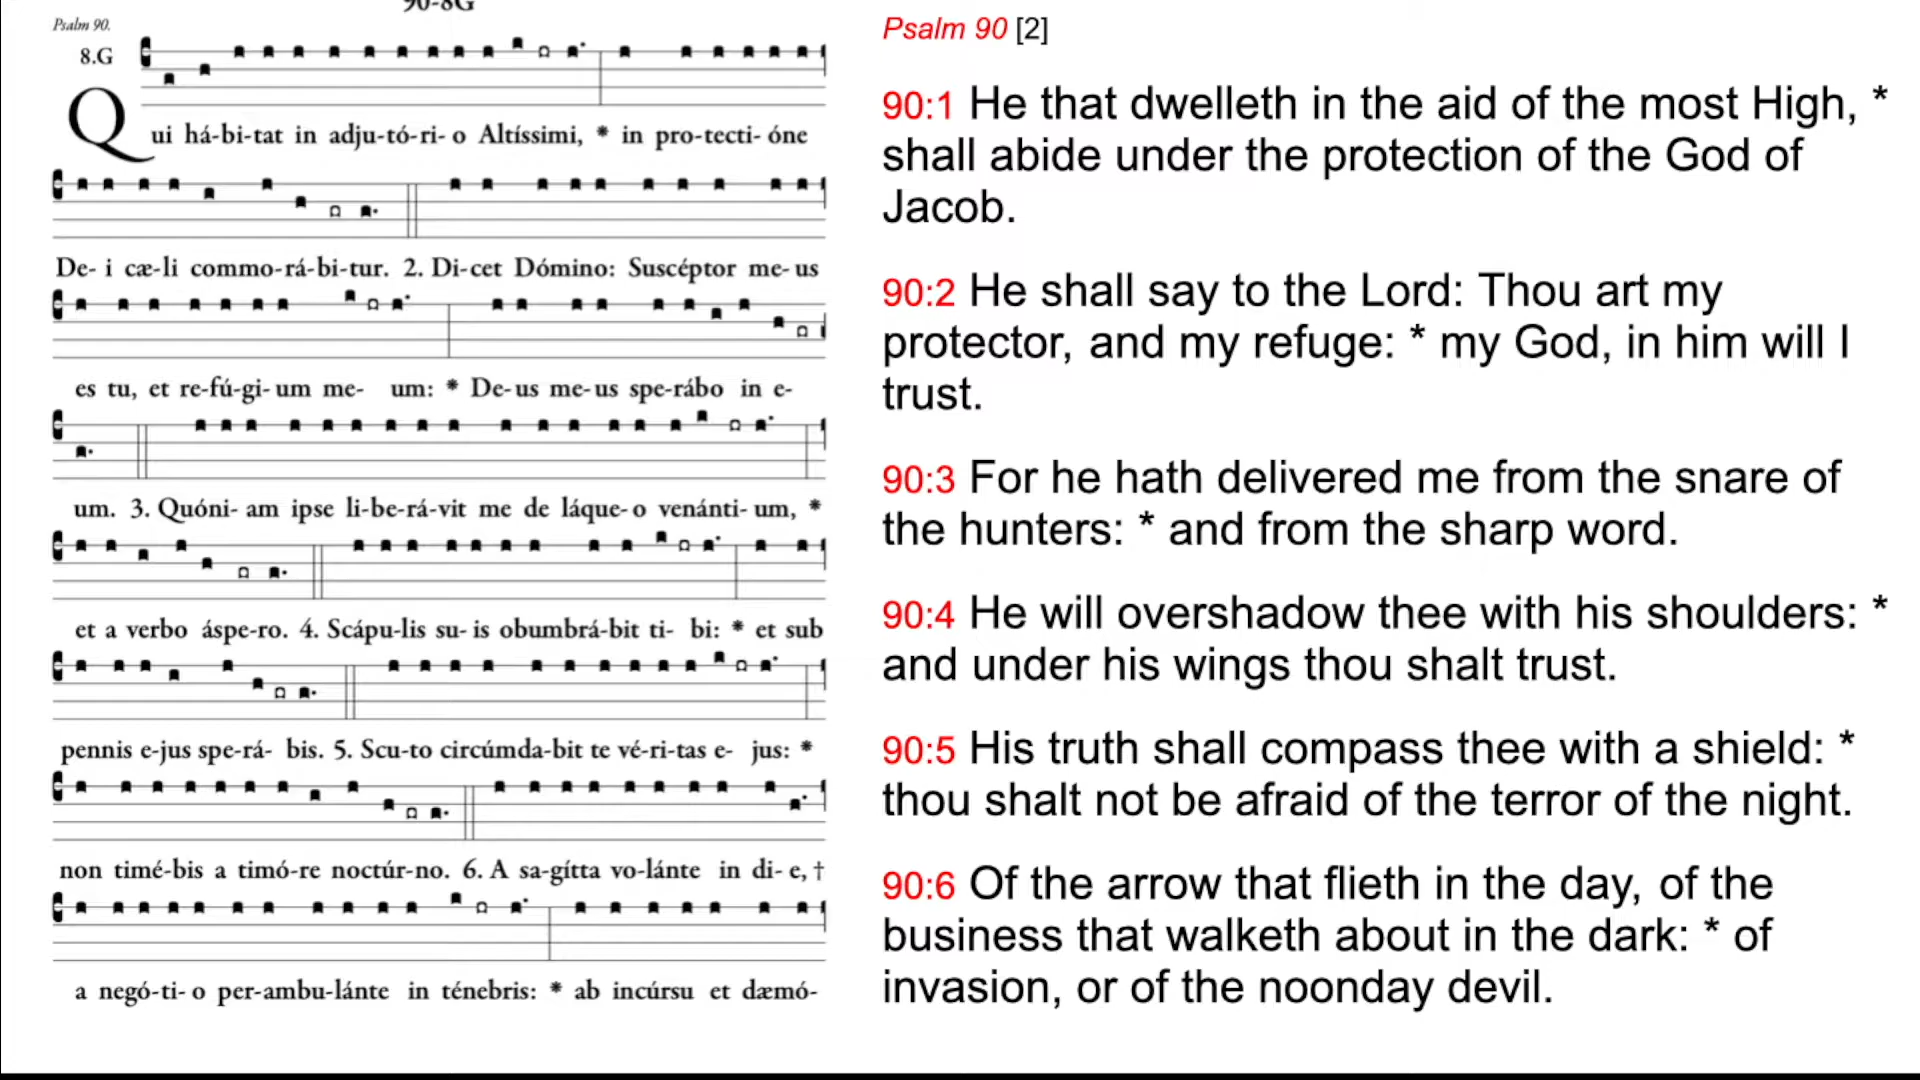 90-8G
Psalm 90.
8.G
Qui há-bi-tat in adju-tó-ri- o Altíssimi, * in pro-tecti- óne
De- i cæ-li commo-rá-bi-tur. 2. Di-cet Dómino: Suscéptor me- us
es tu, et re-fú-gi- um me- um: * De- us me- us spe-rábo in e-
um. 3. Quóni- am ipse li-be-rá-vit me de láque- o venánti- um, *
et a verbo áspe-ro. 4. Scápu-lis su- is obumbrá-bit ti- bi: * et sub
pennis e-jus spe-rá- bis. 5. Scu-to circúmda-bit te vé-ri-tas e- jus: *
non timé-bis a timó-re noctúr-no. 6. A sa-gítta vo-lánte in di- e, †
a negó-ti- o per-ambu-lánte in ténebris: * ab incúrsu et dæmó-
Psalm 90 [2]
90:1 He that dwelleth in the aid of the most High, *
shall abide under the protection of the God of
Jacob.
90:2 He shall say to the Lord: Thou art my
protector, and my refuge: * my God, in him will I
trust.
90:3 For he hath delivered me from the snare of
the hunters: * and from the sharp word.
90:4 He will overshadow thee with his shoulders: *
and under his wings thou shalt trust.
90:5 His truth shall compass thee with a shield: *
thou shalt not be afraid of the terror of the night.
90:6 Of the arrow that flieth in the day, of the
business that walketh about in the dark: * of
invasion, or of the noonday devil.